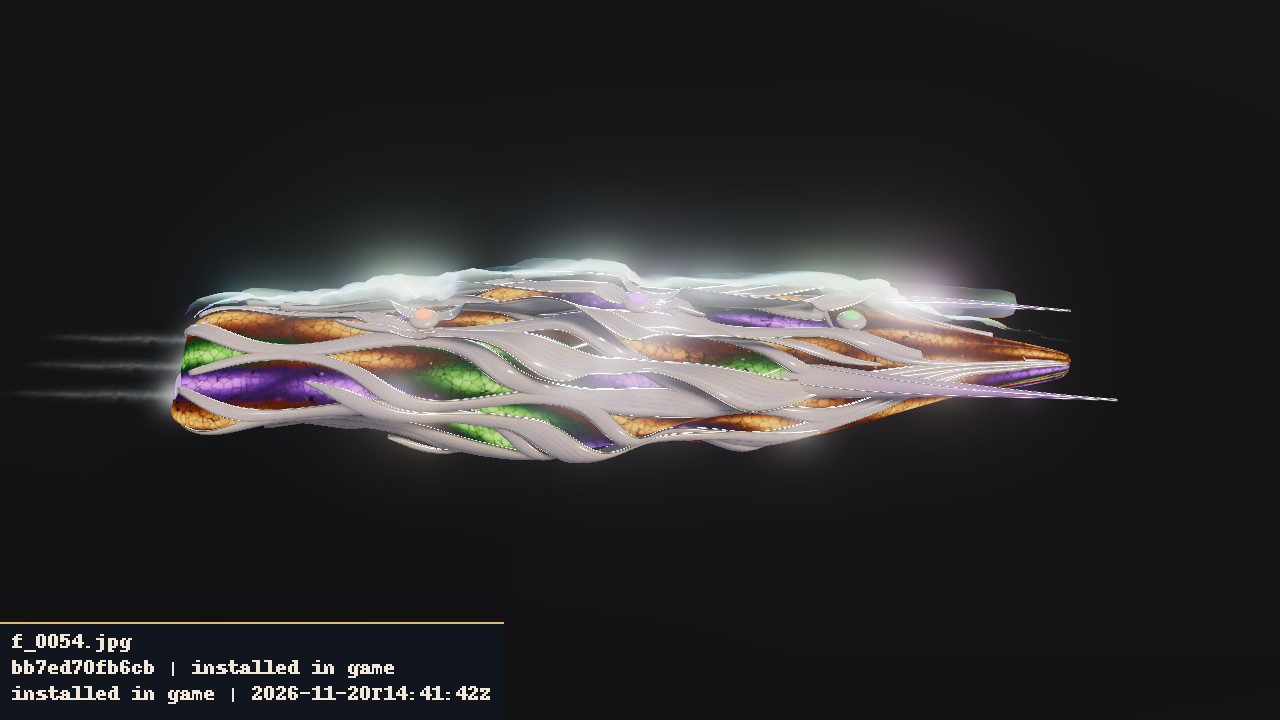 f_0054.jpg
bb7ed70fb6cb | installed in game
installed in game | 2026-11-20T14:41:42Z